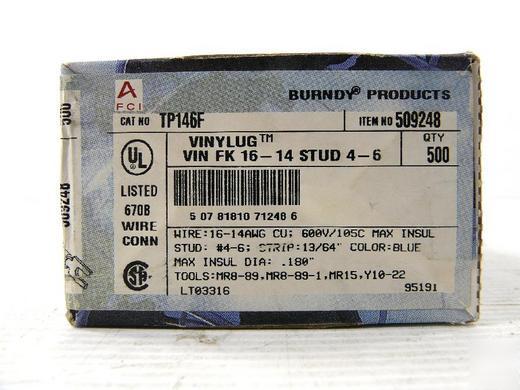 A
FCI
BURNDY® PRODUCTS
CAT NO TP146F
ITEM NO 509248
VINYLUG™
VIN FK 16-14 STUD 4-6
QTY
500
UL
LISTED
670B
WIRE
CONN
5 07 81810 71248 6
WIRE:16-14AWG CU; 600V/105C MAX INSUL
STUD: #4-6; STRIP:13/64" COLOR:BLUE
MAX INSUL DIA: .180"
TOOLS:MR8-89,MR8-89-1,MR15,Y10-22
LT03316
95191
500
509248